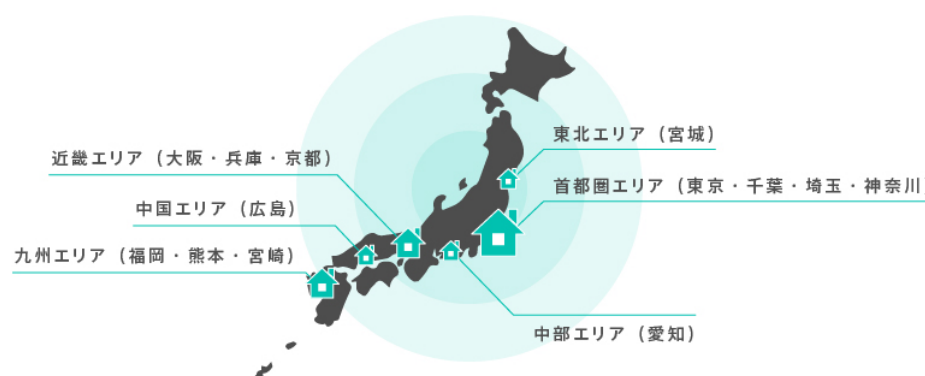 東北エリア（宮城）
近畿エリア（大阪・兵庫・京都）
首都圏エリア（東京・千葉・埼玉・神奈川）
中国エリア（広島）
九州エリア（福岡・熊本・宮崎）
中部エリア（愛知）